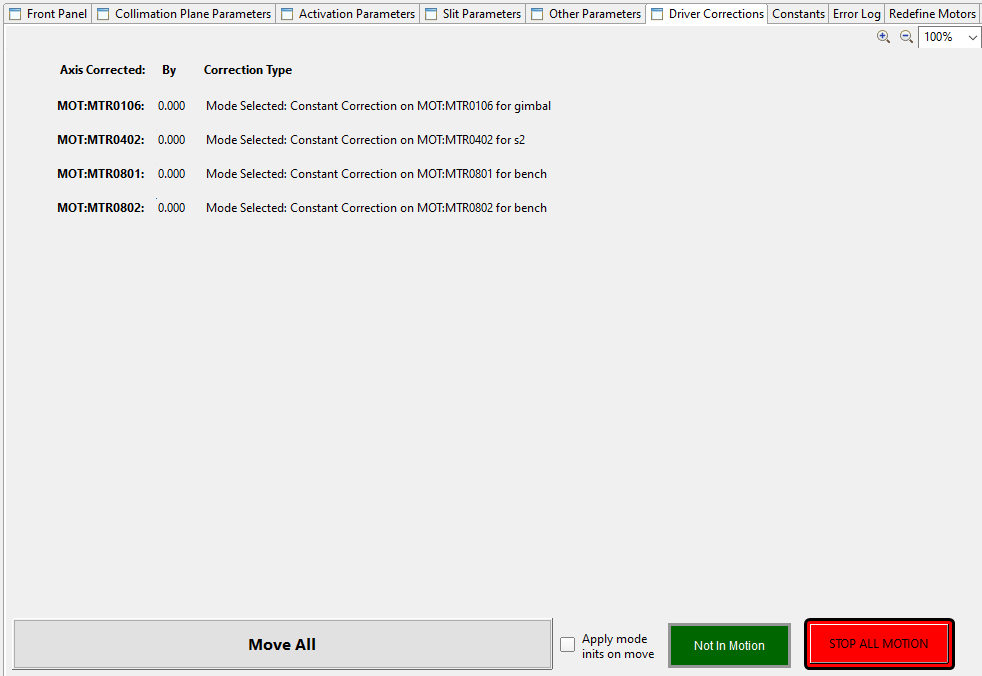 Front Panel Collimation Plane Parameters Activation Parameters Slit Parameters Other Parameters Driver Corrections Constants Error Log Redefine Motors
100%
Axis Corrected: By Correction Type
MOT:MTR0106: 0.000 Mode Selected: Constant Correction on MOT:MTR0106 for gimbal
MOT:MTR0402: 0.000 Mode Selected: Constant Correction on MOT:MTR0402 for s2
MOT:MTR0801: 0.000 Mode Selected: Constant Correction on MOT:MTR0801 for bench
MOT:MTR0802: 0.000 Mode Selected: Constant Correction on MOT:MTR0802 for bench
Move All
Apply mode
inits on move
Not In Motion
STOP ALL MOTION